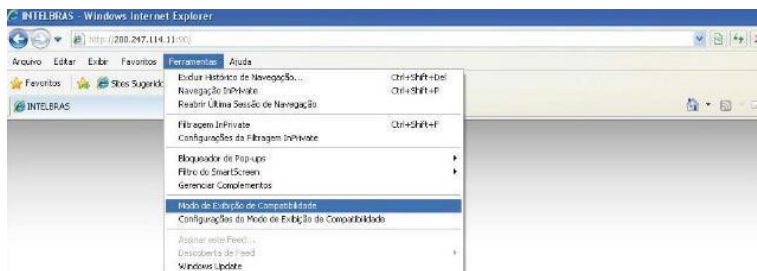 INTELBRAS - Windows Internet Explorer
http://200.247.114.11:90/
Arquivo Editar Exibir Favoritos Ferramentas Ajuda
Favoritos Sites Sugerido
INTELBRAS
Excluir Histórico de Navegação... Ctrl+Shift+Del
Navegação InPrivate Ctrl+Shift+P
Reabrir Última Sessão de Navegação
Filtragem InPrivate Ctrl+Shift+F
Configurações da Filtragem InPrivate
Bloqueador de Pop-ups
Filtro do SmartScreen
Gerenciar Complementos
Modo de Exibição de Compatibilidade
Configurações do Modo de Exibição de Compatibilidade
Assinar este Feed...
Descoberta de Feed
Windows Update